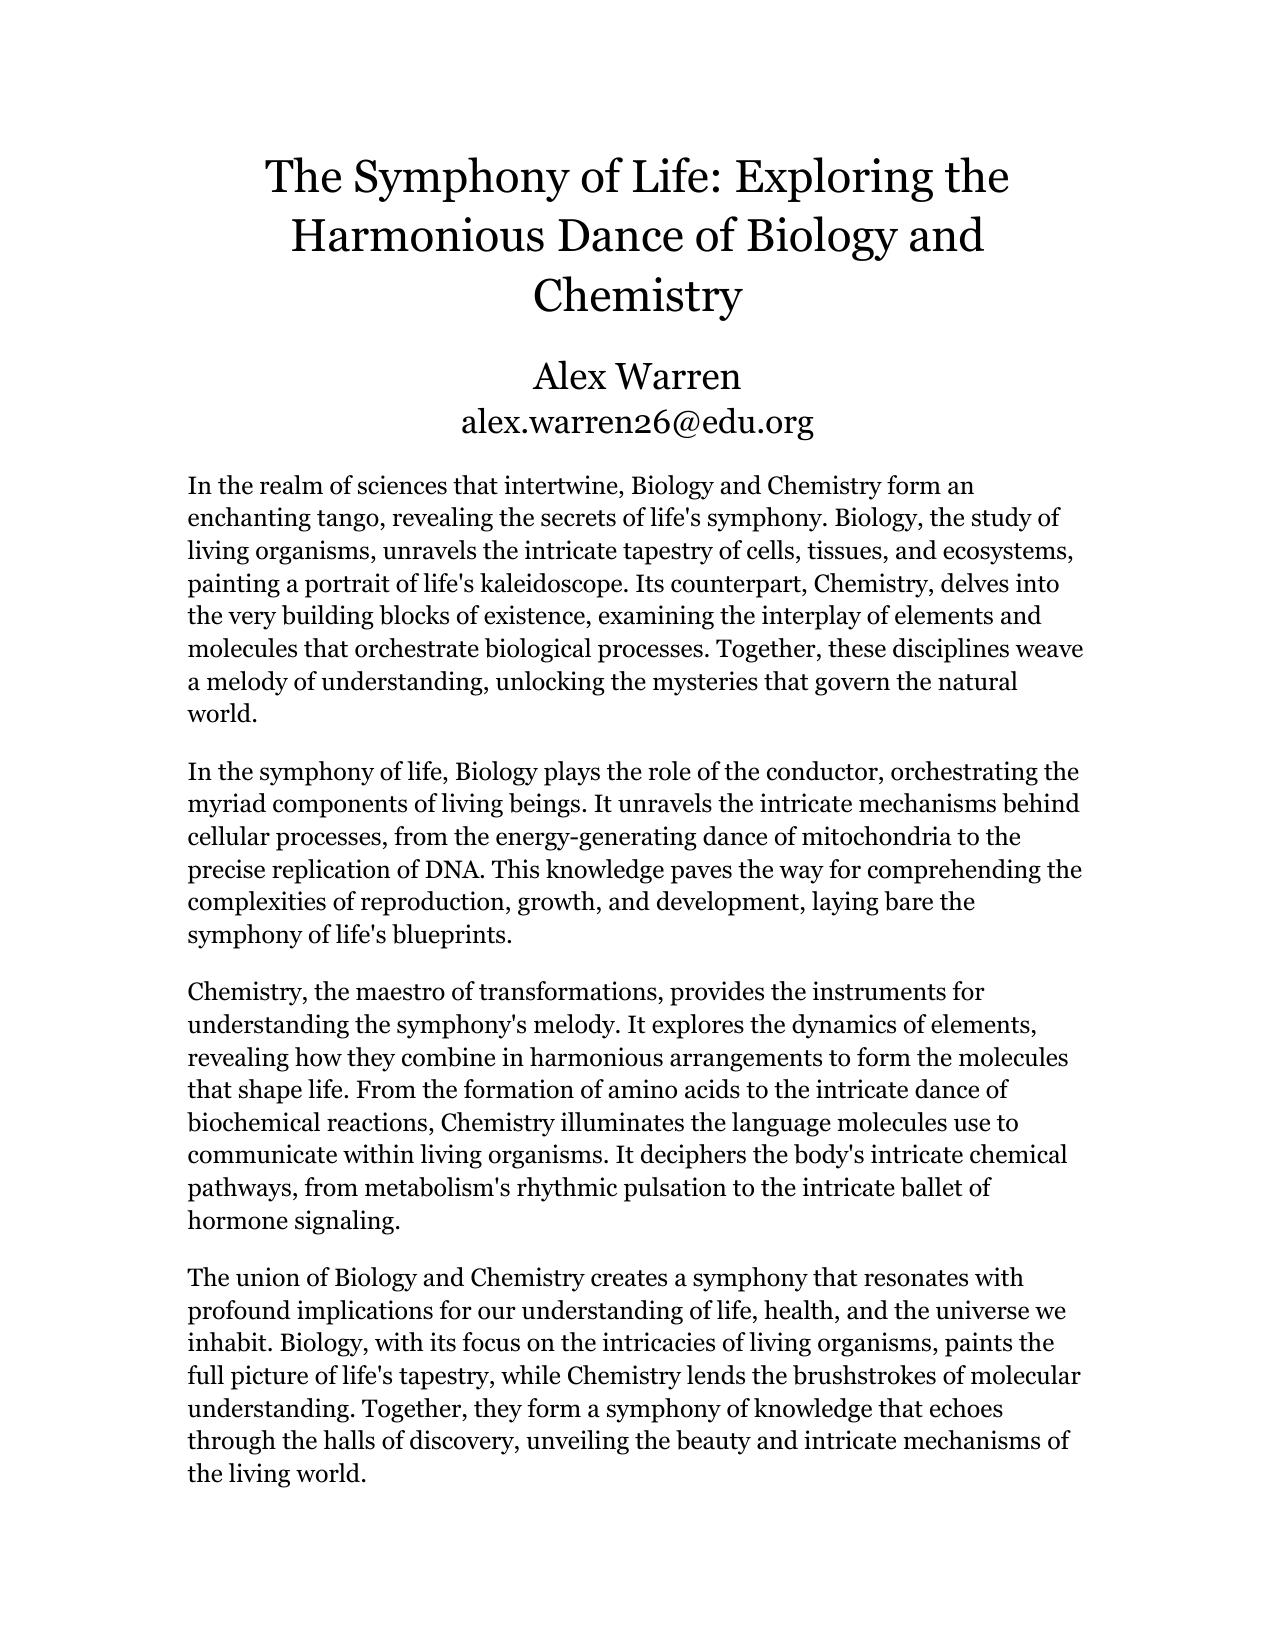 The Symphony of Life: Exploring the
Harmonious Dance of Biology and
Chemistry
Alex Warren
alex.warren26@edu.org
In the realm of sciences that intertwine, Biology and Chemistry form an
enchanting tango, revealing the secrets of life's symphony. Biology, the study of
living organisms, unravels the intricate tapestry of cells, tissues, and ecosystems,
painting a portrait of life's kaleidoscope. Its counterpart, Chemistry, delves into
the very building blocks of existence, examining the interplay of elements and
molecules that orchestrate biological processes. Together, these disciplines weave
a melody of understanding, unlocking the mysteries that govern the natural
world.
In the symphony of life, Biology plays the role of the conductor, orchestrating the
myriad components of living beings. It unravels the intricate mechanisms behind
cellular processes, from the energy-generating dance of mitochondria to the
precise replication of DNA. This knowledge paves the way for comprehending the
complexities of reproduction, growth, and development, laying bare the
symphony of life's blueprints.
Chemistry, the maestro of transformations, provides the instruments for
understanding the symphony's melody. It explores the dynamics of elements,
revealing how they combine in harmonious arrangements to form the molecules
that shape life. From the formation of amino acids to the intricate dance of
biochemical reactions, Chemistry illuminates the language molecules use to
communicate within living organisms. It deciphers the body's intricate chemical
pathways, from metabolism's rhythmic pulsation to the intricate ballet of
hormone signaling.
The union of Biology and Chemistry creates a symphony that resonates with
profound implications for our understanding of life, health, and the universe we
inhabit. Biology, with its focus on the intricacies of living organisms, paints the
full picture of life's tapestry, while Chemistry lends the brushstrokes of molecular
understanding. Together, they form a symphony of knowledge that echoes
through the halls of discovery, unveiling the beauty and intricate mechanisms of
the living world.